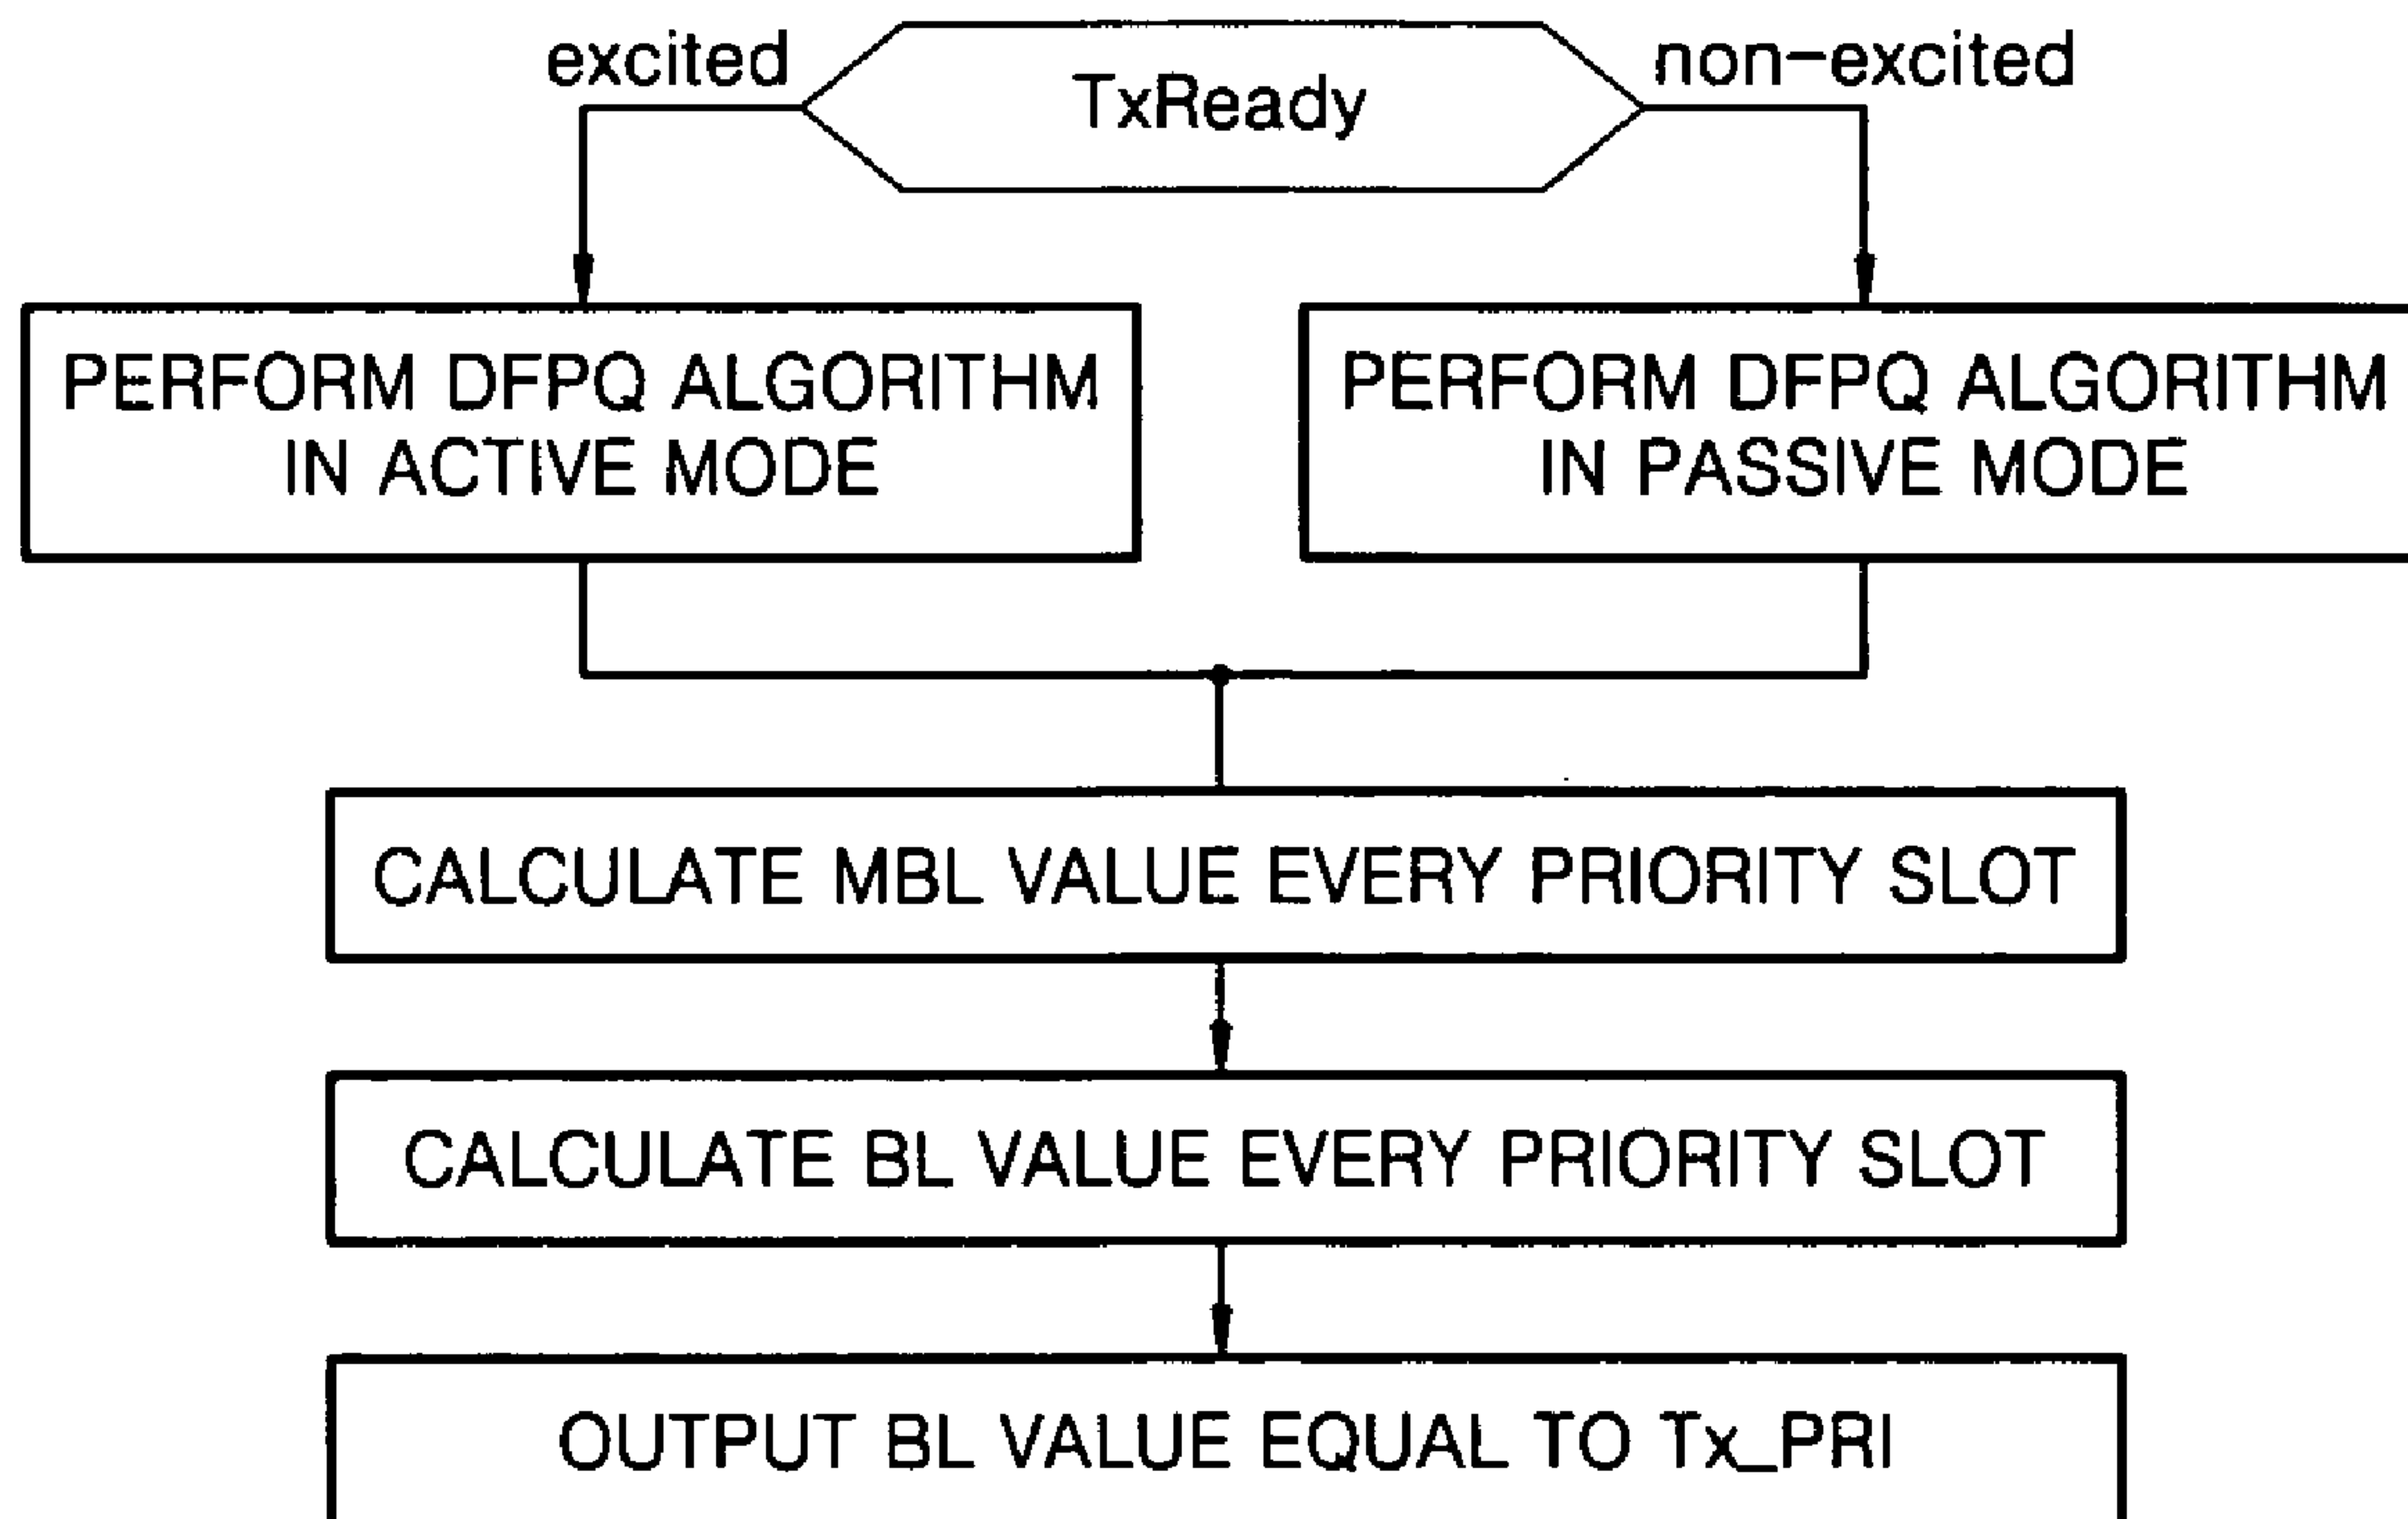 excited
TxReady
non-excited
PERFORM DFPQ ALGORITHM
IN ACTIVE MODE
PERFORM DFPQ ALGORITHM
IN PASSIVE MODE
CALCULATE MBL VALUE EVERY PRIORITY SLOT
CALCULATE BL VALUE EVERY PRIORITY SLOT
OUTPUT BL VALUE EQUAL TO Tx_PRI